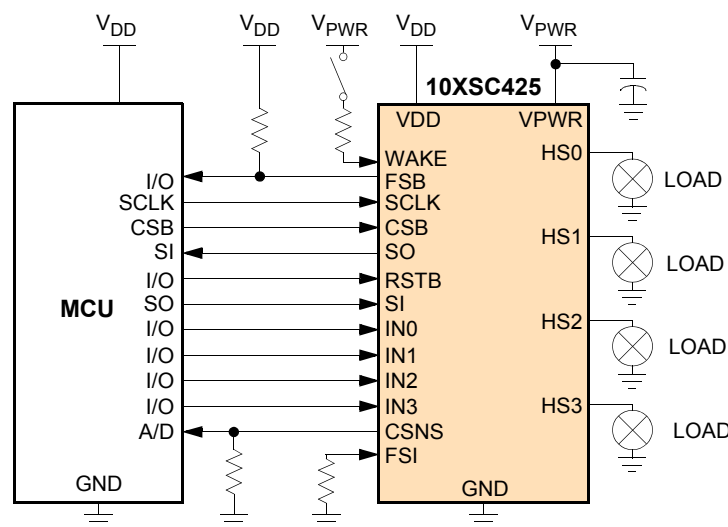 VDD VDD VPWR VDD VPWR
10XSC425
VDD VPWR
WAKE HS0 LOAD
I/O FSB
SCLK SCLK
CSB CSB HS1
SI SO LOAD
I/O RSTB
MCU SO SI
I/O IN0 HS2
I/O IN1 LOAD
I/O IN2
I/O IN3 HS3
A/D CSNS LOAD
FSI
GND GND